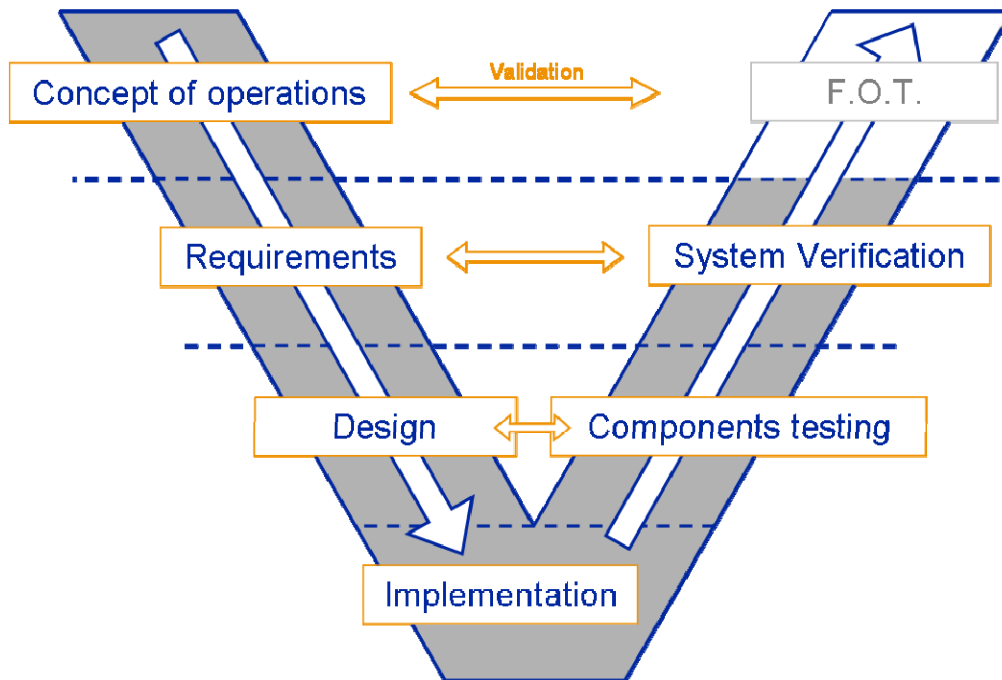 Concept of operations
Validation
F.O.T.
Requirements
System Verification
Design
Components testing
Implementation